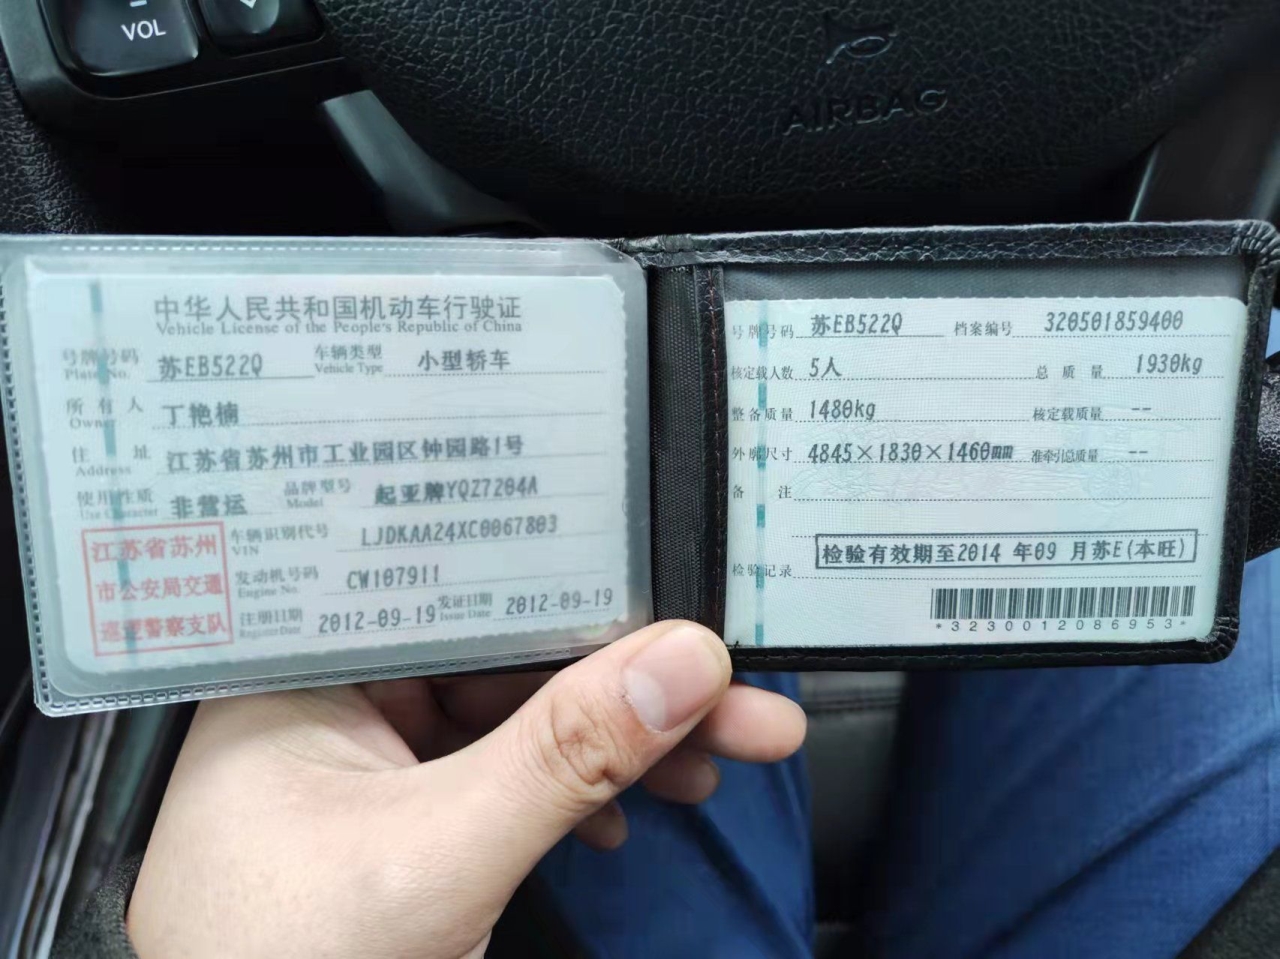 VOL
AIRBAG
中华人民共和国机动车行驶证
Vehicle License of the People's Republic of China
号牌号码 苏EB522Q 车辆类型 小型轿车
Plate No. Vehicle Type
所有人 丁艳楠
Owner
住址 江苏省苏州市工业园区钟园路1号
Address
使用性质 非营运 品牌型号 起亚牌YQZ7204A
Use Character Model
江苏省苏州
市公安局交通
巡逻警察支队
车辆识别代号 LJDKAA24XC0067803
VIN
发动机号码 CW107911
Engine No.
注册日期 2012-09-19 发证日期 2012-09-19
Register Date Issue Date
号牌号码 苏EB522Q 档案编号 320501859400
核定载人数 5人 总质量 1930kg
整备质量 1480kg 核定载质量 --
外廓尺寸 4845×1830×1460mm 准牵引总质量 --
备注
检验记录 检验有效期至2014 年09 月苏E(本旺)
*3230012086953*